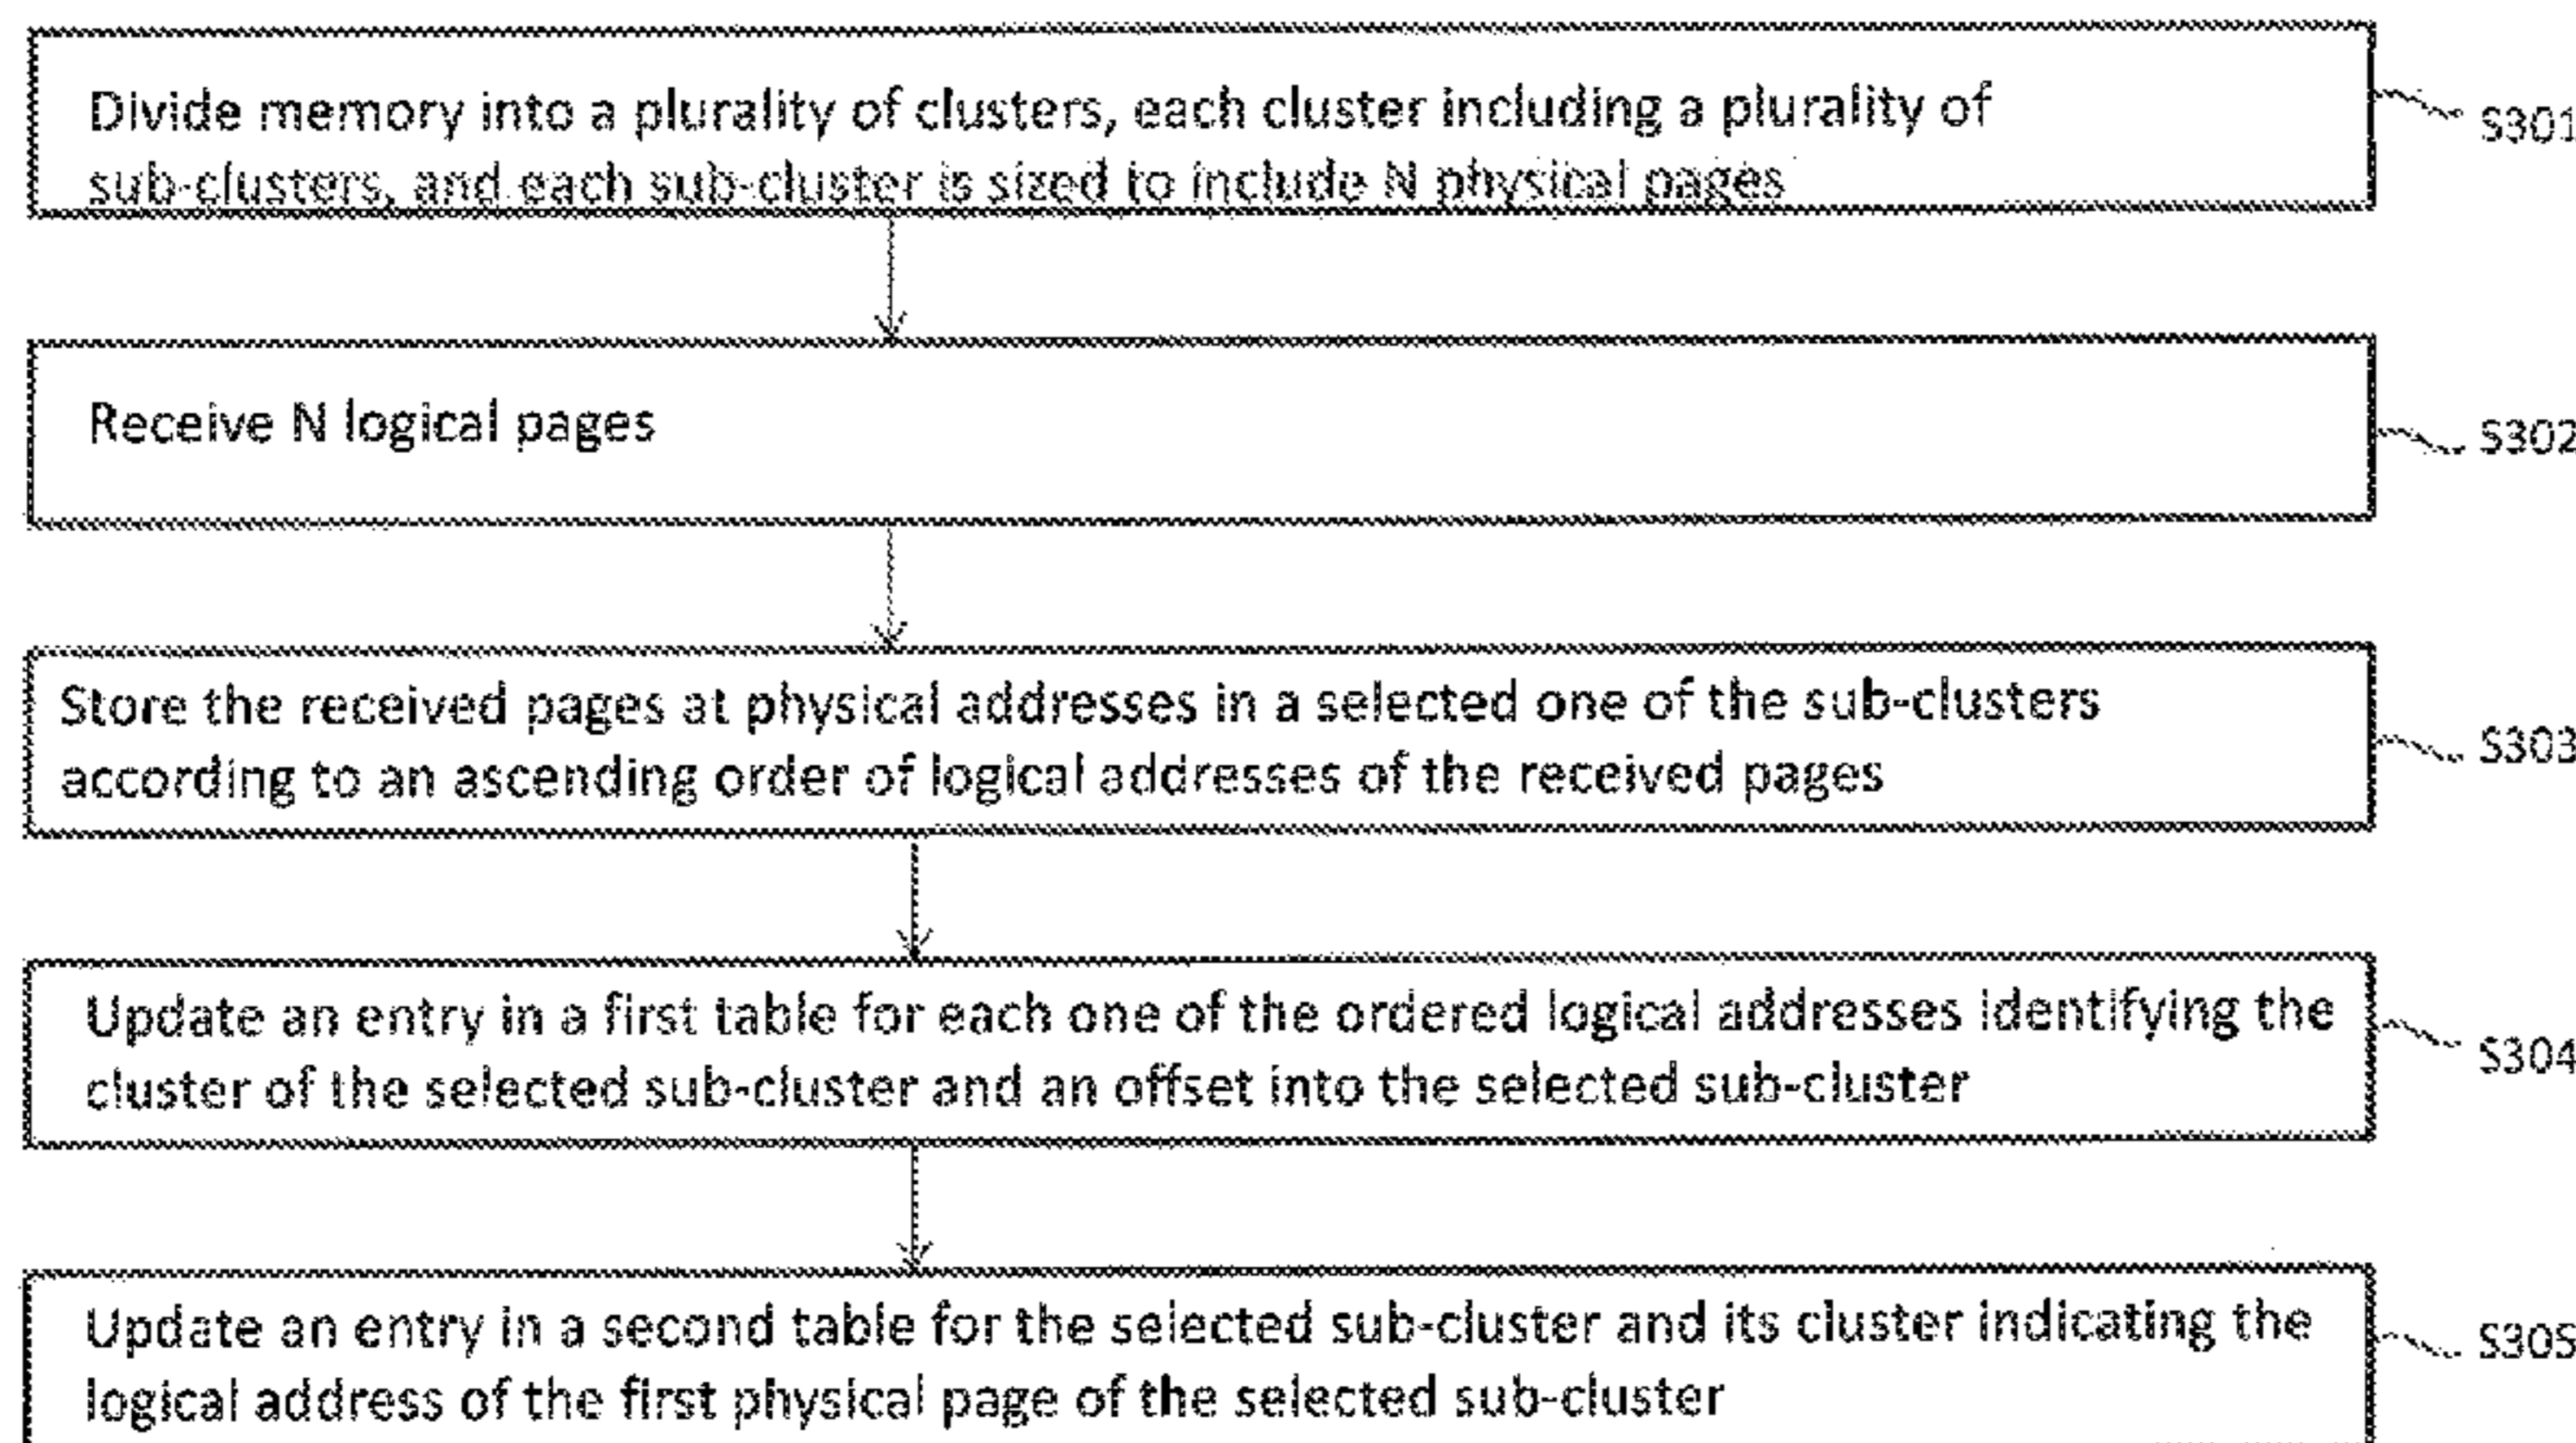 Divide memory into a plurality of clusters, each cluster including a plurality of
sub-clusters, and each sub-cluster is sized to include N physical pages
S301
Receive N logical pages
S302
Store the received pages at physical addresses in a selected one of the sub-clusters
according to an ascending order of logical addresses of the received pages
S303
Update an entry in a first table for each one of the ordered logical addresses identifying the
cluster of the selected sub-cluster and an offset into the selected sub-cluster
S304
Update an entry in a second table for the selected sub-cluster and its cluster indicating the
logical address of the first physical page of the selected sub-cluster
S305